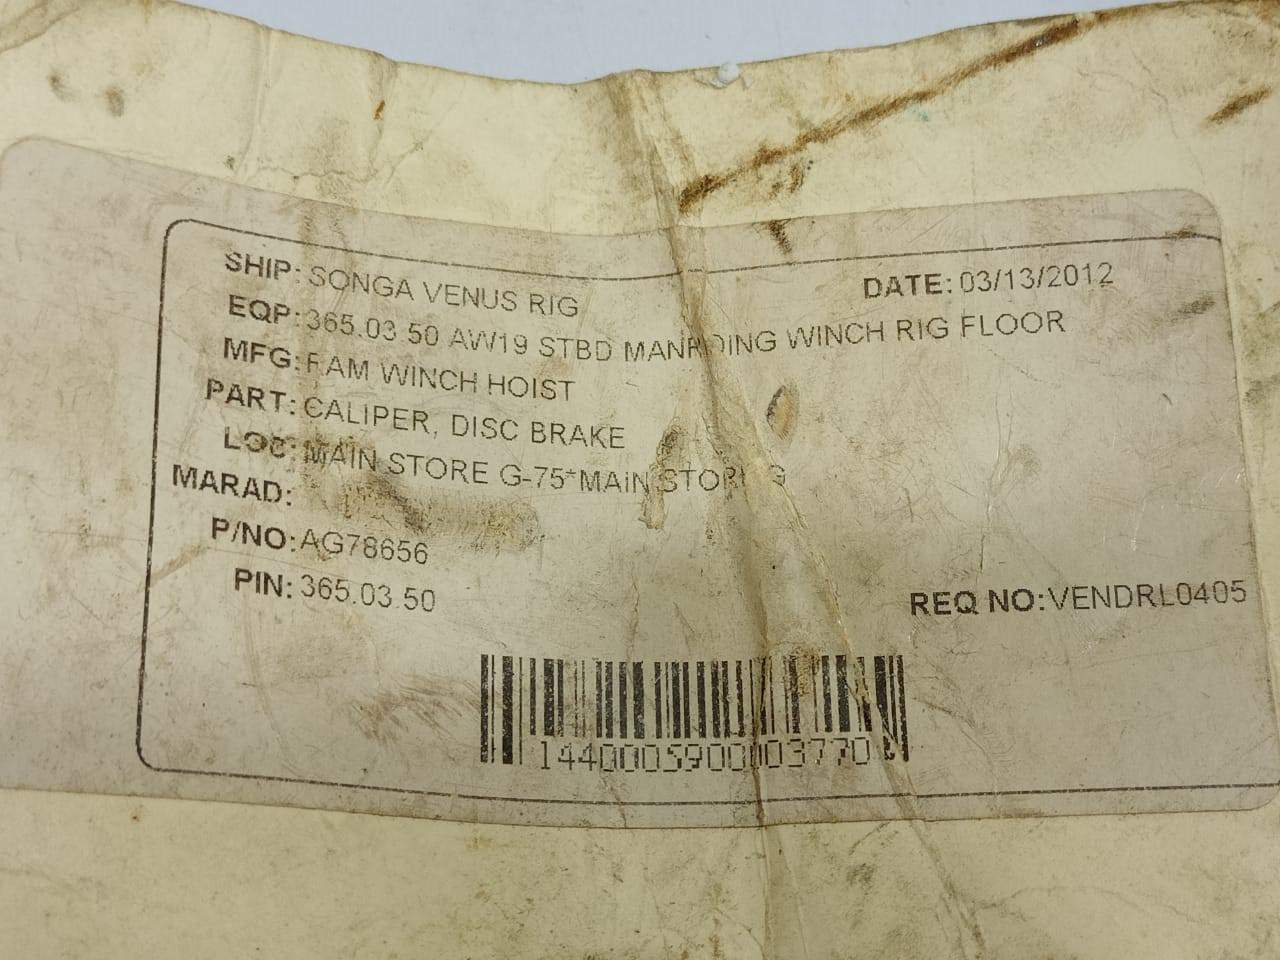 SHIP: SONGA VENUS RIG DATE: 03/13/2012
EQP: 365.03.50 AW19 STBD MANRIDING WINCH RIG FLOOR
MFG: RAM WINCH HOIST
PART: CALIPER, DISC BRAKE
LOC: MAIN STORE G-75*MAIN STORE G
MARAD:
P/NO: AG78656
PIN: 365.03.50 REQ NO: VENDRL0405
14400059000003770